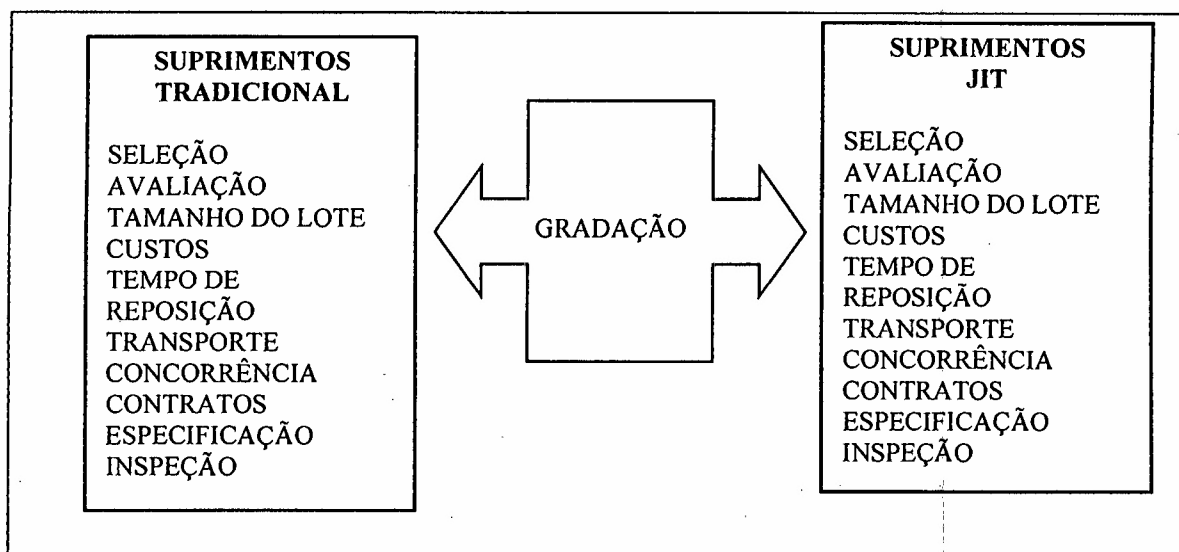 SUPRIMENTOS
TRADICIONAL
SELEÇÃO
AVALIAÇÃO
TAMANHO DO LOTE
CUSTOS
TEMPO DE
REPOSIÇÃO
TRANSPORTE
CONCORRÊNCIA
CONTRATOS
ESPECIFICAÇÃO
INSPEÇÃO
GRADAÇÃO
SUPRIMENTOS
JIT
SELEÇÃO
AVALIAÇÃO
TAMANHO DO LOTE
CUSTOS
TEMPO DE
REPOSIÇÃO
TRANSPORTE
CONCORRÊNCIA
CONTRATOS
ESPECIFICAÇÃO
INSPEÇÃO